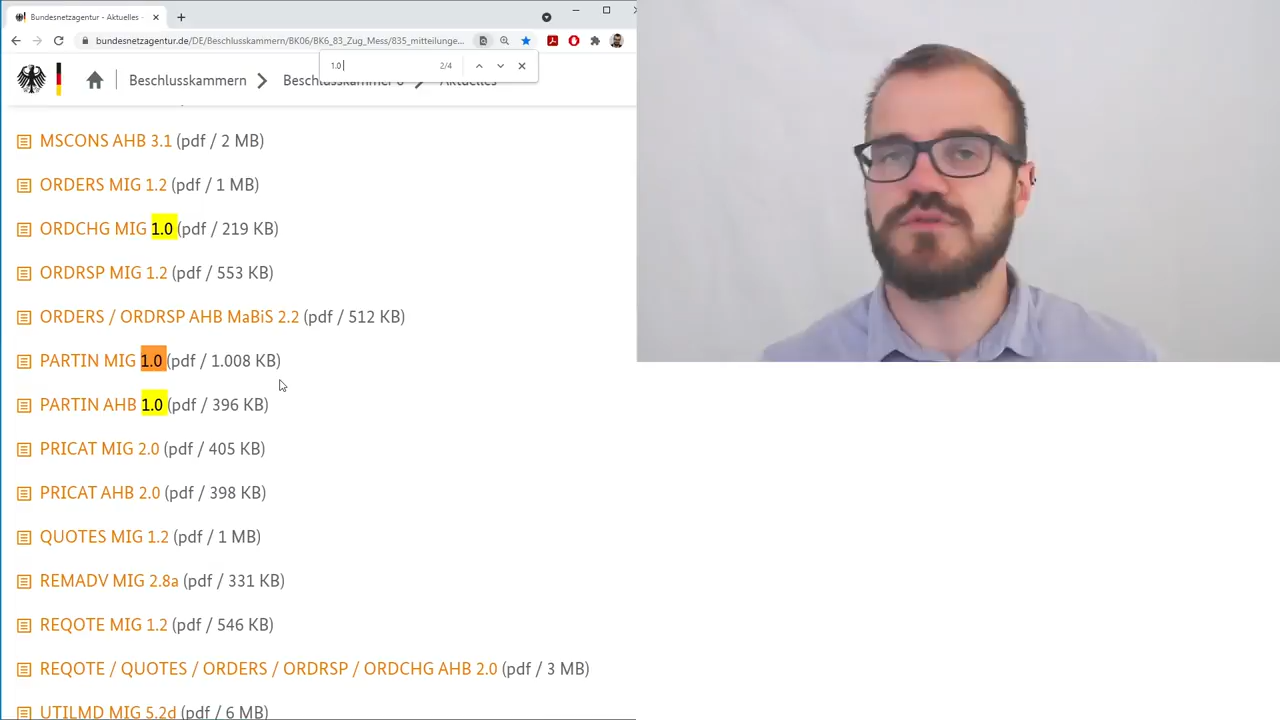 Bundesnetzagentur - Aktuelles -
bundesnetzagentur.de/DE/Beschlusskammern/BK06/BK6_83_Zug_Mess/835_mitteilunge...
1.0 2/4
Beschlusskammern Beschlusskammer 6 Aktuelles
MSCONS AHB 3.1 (pdf / 2 MB)
ORDERS MIG 1.2 (pdf / 1 MB)
ORDCHG MIG 1.0 (pdf / 219 KB)
ORDRSP MIG 1.2 (pdf / 553 KB)
ORDERS / ORDRSP AHB MaBiS 2.2 (pdf / 512 KB)
PARTIN MIG 1.0 (pdf / 1.008 KB)
PARTIN AHB 1.0 (pdf / 396 KB)
PRICAT MIG 2.0 (pdf / 405 KB)
PRICAT AHB 2.0 (pdf / 398 KB)
QUOTES MIG 1.2 (pdf / 1 MB)
REMADV MIG 2.8a (pdf / 331 KB)
REQOTE MIG 1.2 (pdf / 546 KB)
REQOTE / QUOTES / ORDERS / ORDRSP / ORDCHG AHB 2.0 (pdf / 3 MB)
UTILMD MIG 5.2d (pdf / 6 MB)